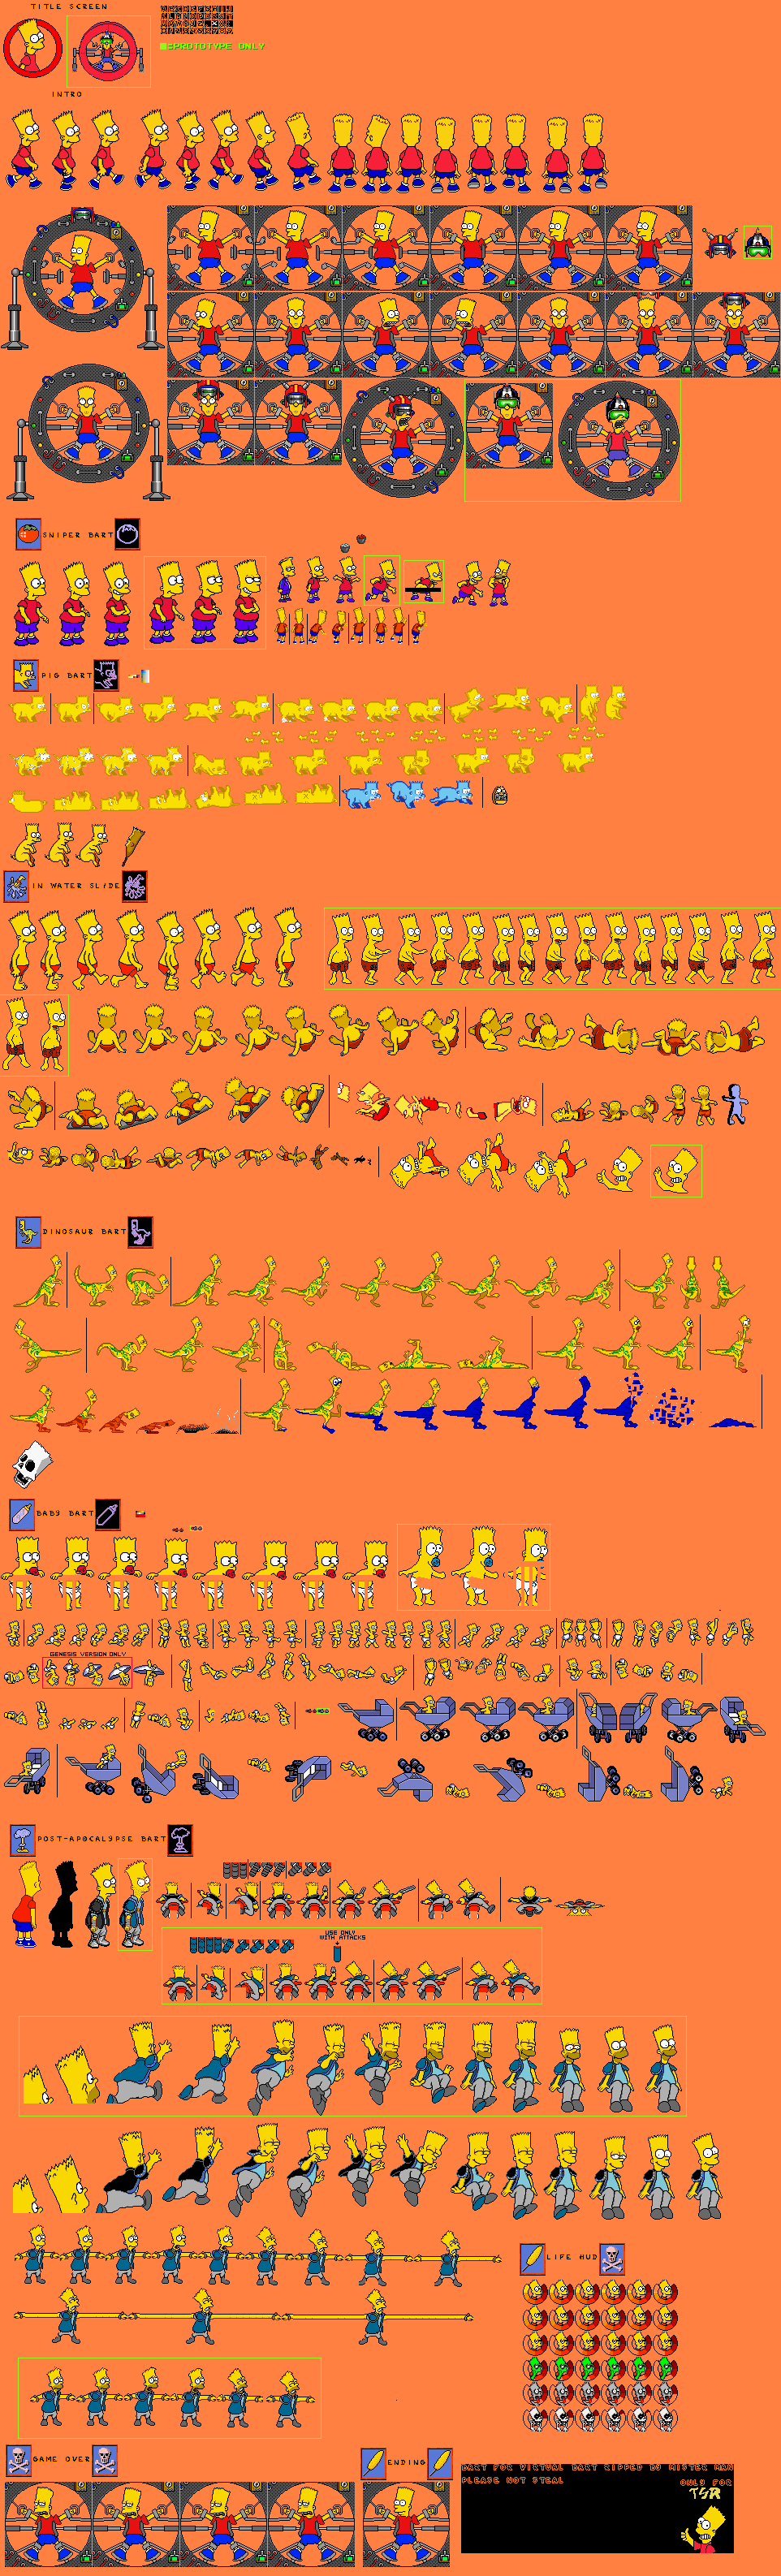 TITLE SCREEN
=PROTOTYPE ONLY
INTRO
SNIPER BART
PIG BART
IN WATER SLIDE
DINOSAUR BART
BABY BART
GENESIS VERSION ONLY
POST-APOCALYPSE BART
USE ONLY
WITH ATTACKS
LIFE HUD
GAME OVER
ENDING
BART FOR VIRTUAL BART RIPPED BY MISTER MAN
PLEASE NOT STEAL
ONLY FOR
TSR